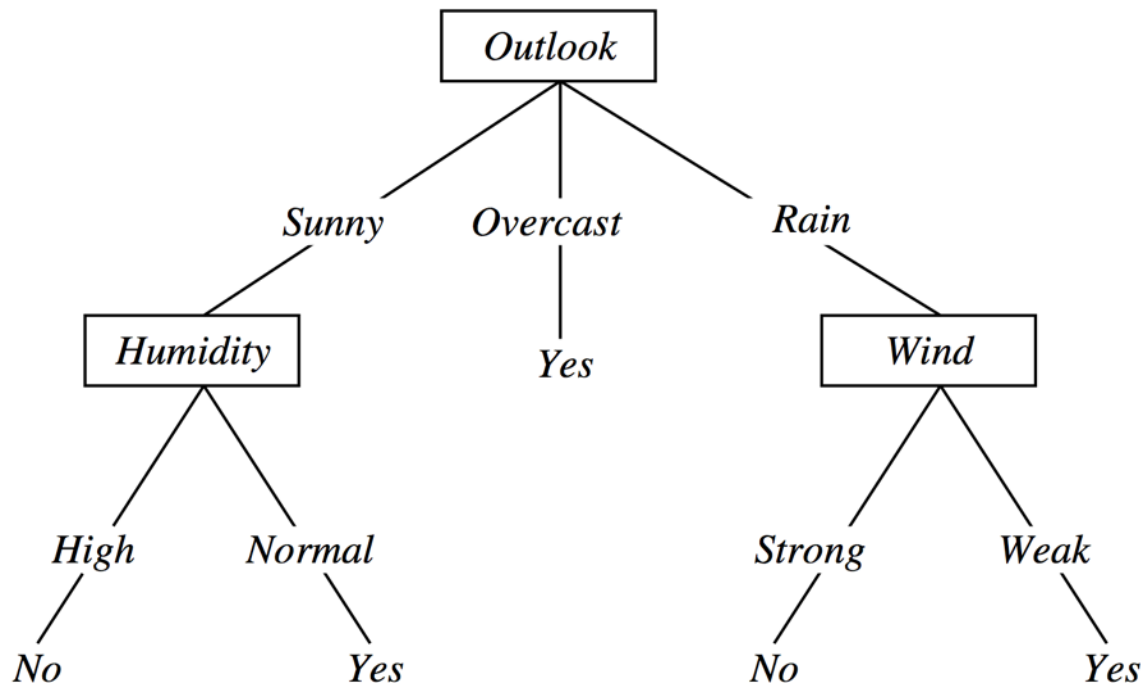 Outlook
Sunny Overcast Rain
Humidity Yes Wind
High Normal Strong Weak
No Yes No Yes